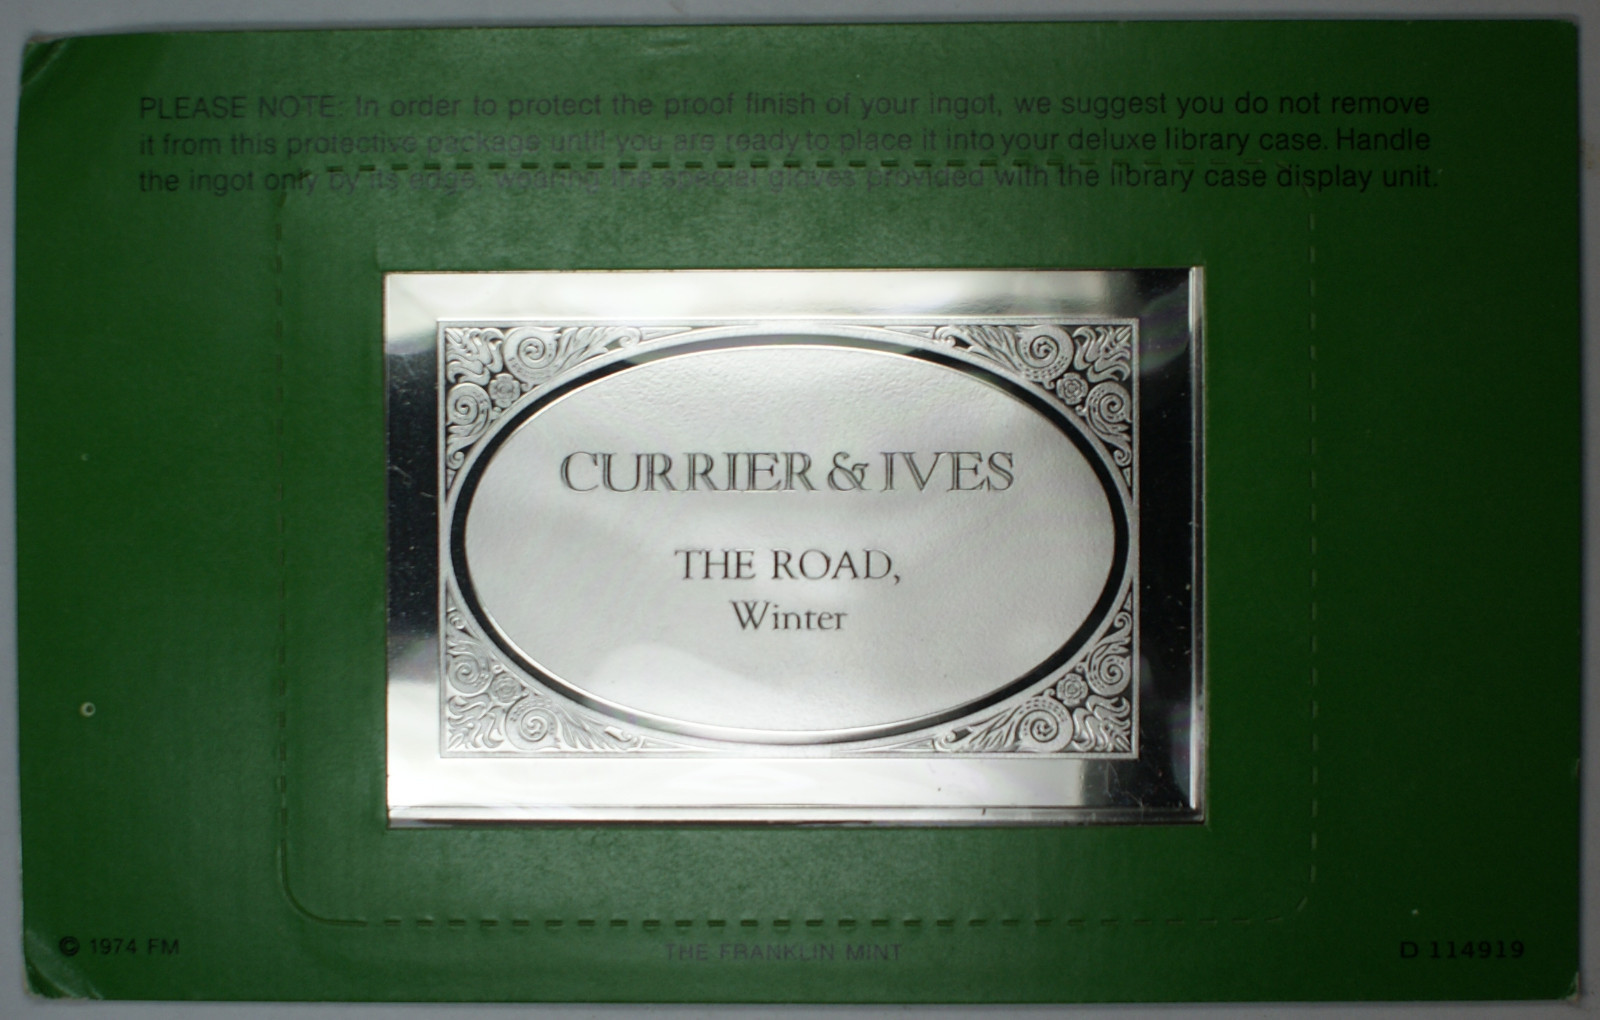 PLEASE NOTE: In order to protect the proof finish of your ingot, we suggest you do not remove
it from this protective package until you are ready to place it into your deluxe library case. Handle
the ingot only by its edge, wearing the special gloves provided with the library case display unit.
CURRIER & IVES
THE ROAD,
Winter
© 1974 FM
THE FRANKLIN MINT
D 114919